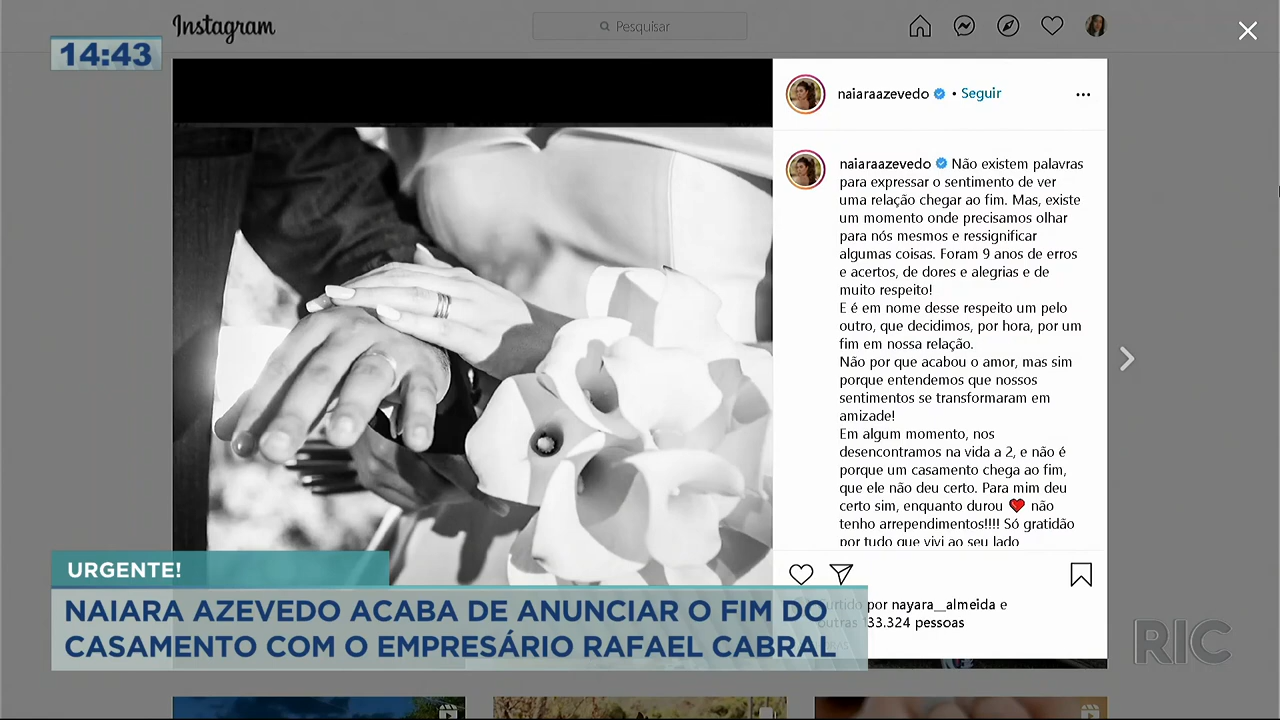 Instagram
Pesquisar
14:43
naiaraazevedo • Seguir
naiaraazevedo Não existem palavras
para expressar o sentimento de ver
uma relação chegar ao fim. Mas, existe
um momento onde precisamos olhar
para nós mesmos e ressignificar
algumas coisas. Foram 9 anos de erros
e acertos, de dores e alegrias e de
muito respeito!
E é em nome desse respeito um pelo
outro, que decidimos, por hora, por um
fim em nossa relação.
Não por que acabou o amor, mas sim
porque entendemos que nossos
sentimentos se transformaram em
amizade!
Em algum momento, nos
desencontramos na vida a 2, e não é
porque um casamento chega ao fim,
que ele não deu certo. Para mim deu
certo sim, enquanto durou ❤️ não
tenho arrependimentos!!!! Só gratidão
por tudo que vivi ao seu lado
URGENTE!
NAIARA AZEVEDO ACABA DE ANUNCIAR O FIM DO
CASAMENTO COM O EMPRESÁRIO RAFAEL CABRAL
Curtido por nayara__almeida e
outras 133.324 pessoas
RIC